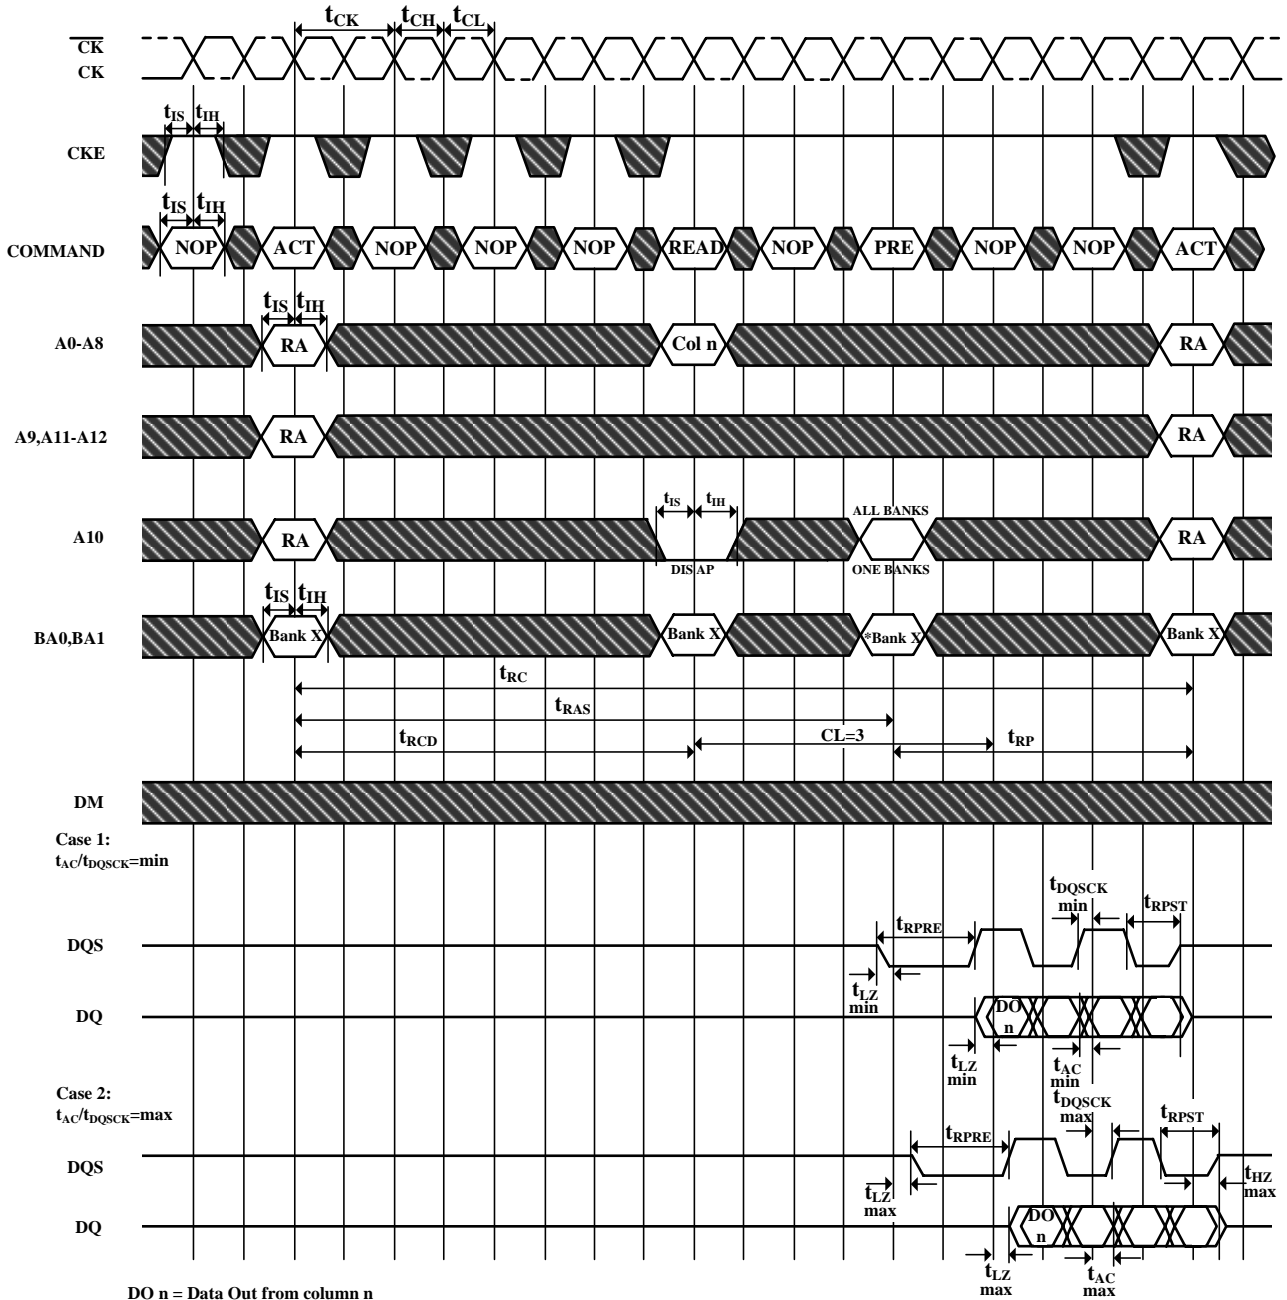 tCK tCH tCL
CK
CK
tIS tIH
CKE
tIS tIH
COMMAND NOP ACT NOP NOP NOP READ NOP PRE NOP NOP ACT
tIS tIH
A0-A8 RA Col n RA
A9,A11-A12 RA RA
tIS tIH ALL BANKS
A10 RA RA
DIS AP ONE BANKS
tIS tIH
BA0,BA1 Bank X Bank X *Bank X Bank X
tRC
tRAS
tRCD CL=3 tRP
DM
Case 1:
tAC/tDQSCK=min
tDQSCK
min
tRPST
tRPRE
DQS
tLZ
min
DQ DO
n
tLZ
min
tAC
min
Case 2:
tAC/tDQSCK=max
tDQSCK
max
tRPST
tRPRE
DQS
tLZ
max
tHZ
max
DQ DO
n
tLZ
max
tAC
max
DO n = Data Out from column n